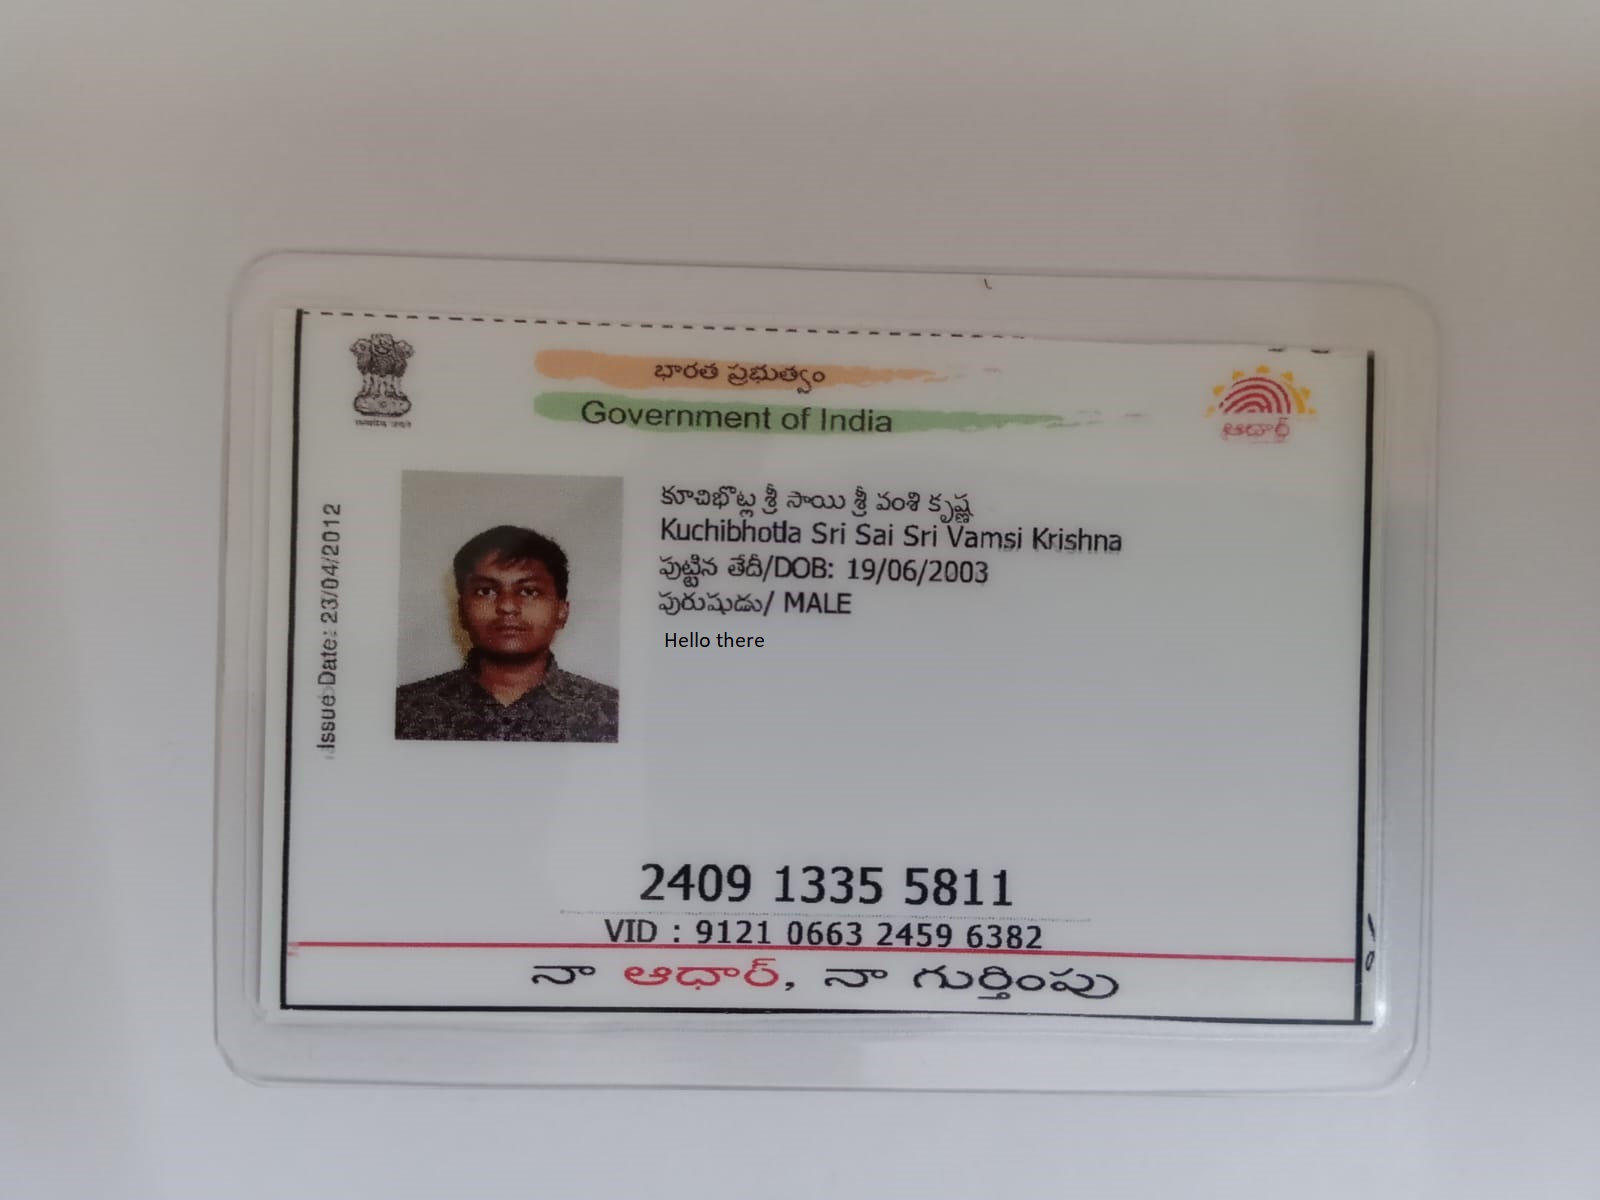 భారత ప్రభుత్వం
Government of India
ఆధార్
Issue Date: 23/04/2012
కూచిభొట్ల శ్రీ సాయి శ్రీ వంశి కృష్ణ
Kuchibhotla Sri Sai Sri Vamsi Krishna
పుట్టిన తేదీ/DOB: 19/06/2003
పురుషుడు/ MALE
Hello there
2409 1335 5811
VID : 9121 0663 2459 6382
నా ఆధార్, నా గుర్తింపు